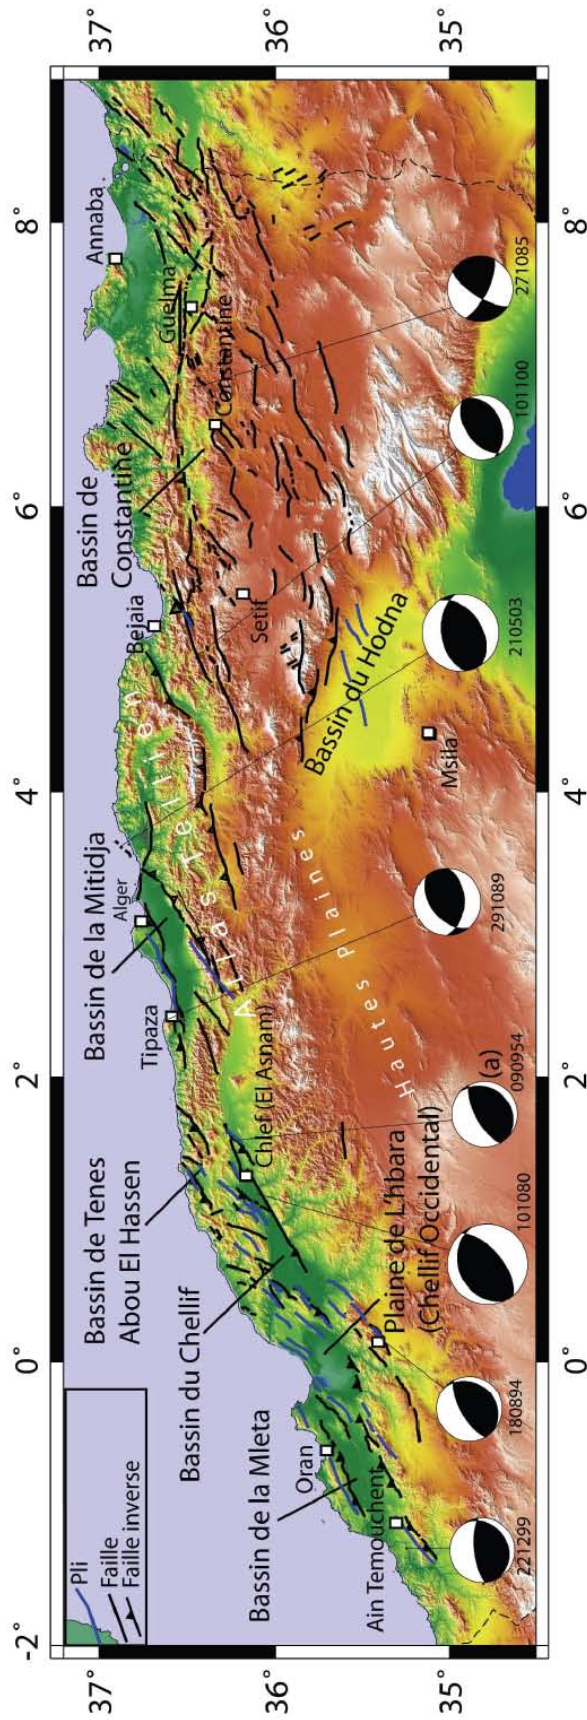 -2°
0°
2°
4°
6°
8°
37°
37°
36°
36°
35°
35°
Pli
Faille
Faille inverse
Bassin de la Mleta
Bassin du Chellif
Bassin de Tenes
Abou El Hassen
Bassin de la Mitidja
Bassin de
Constantine
Annaba
Bejaia
Alger
Tipaza
Guelma
Constantine
Setif
Oran
Ain Temouchent
Chlef (El Asnam)
Atlas Tellien
Hautes Plaines
Bassin du Hodna
Msila
Plaine de L'hbara
(Chellif Occidental)
(a)
221299
180894
101080
090954
291089
210503
101100
271085